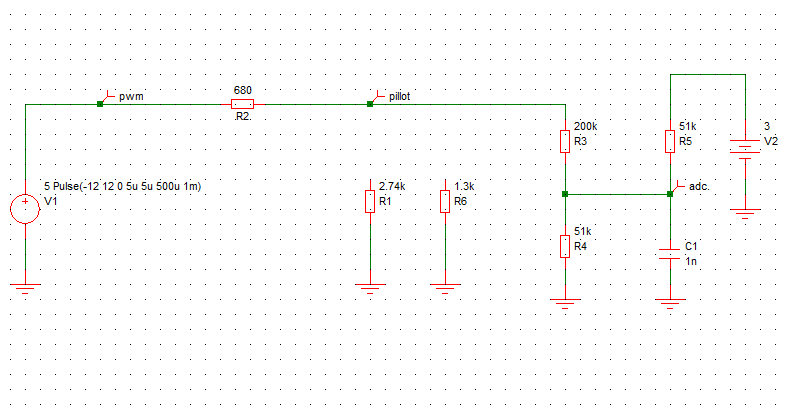 pwm
680
R2
pillot
200k
R3
51k
R5
3
V2
5 Pulse(-12 12 0 5u 5u 500u 1m)
V1
2.74k
R1
1.3k
R6
adc.
51k
R4
C1
1n